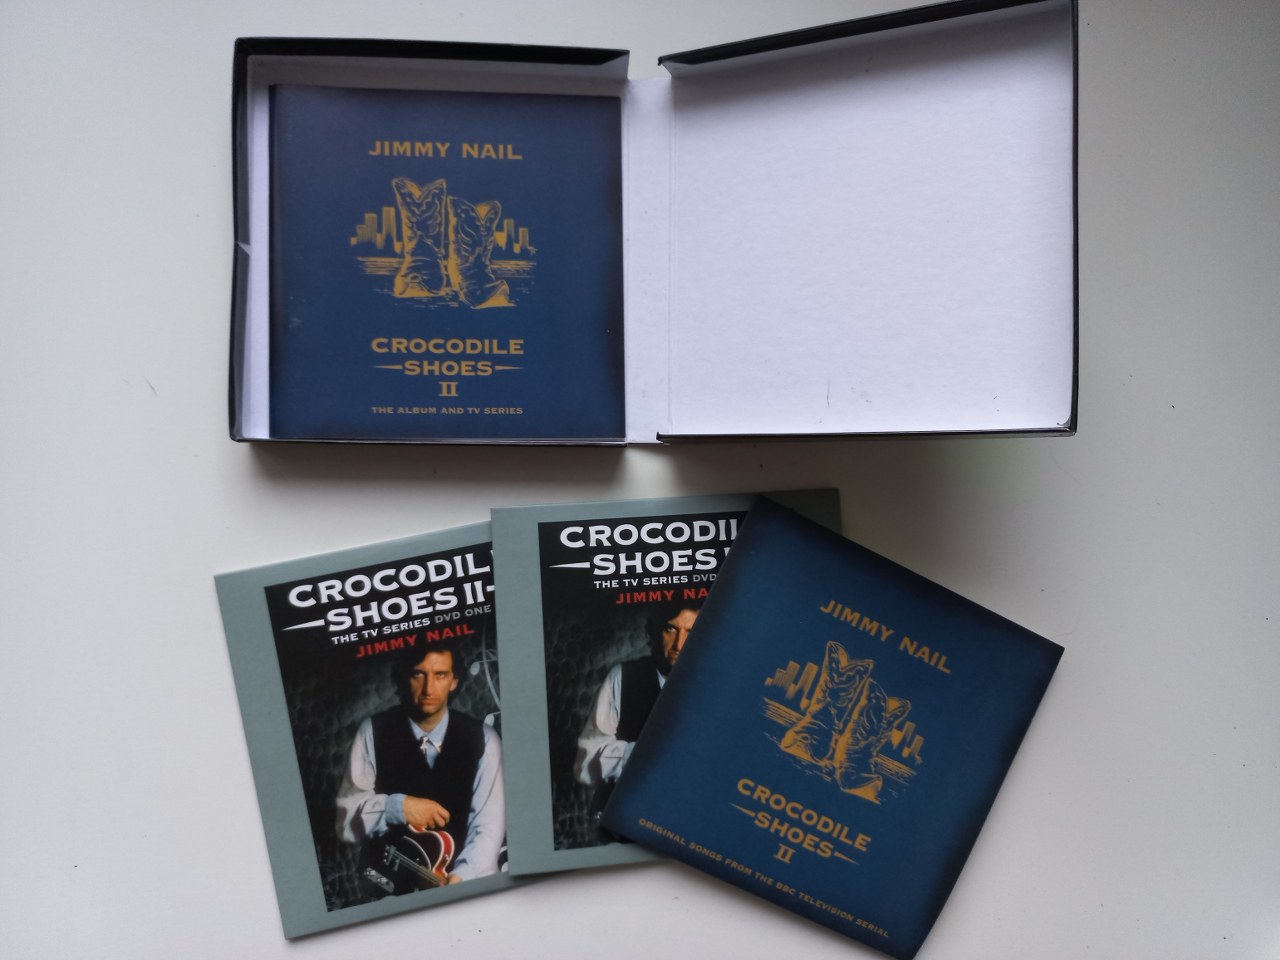 JIMMY NAIL
CROCODILE
SHOES
II
THE ALBUM AND TV SERIES
CROCODIL
SHOES II
THE TV SERIES DVD ONE
JIMMY NAIL
CROCODIL
SHOES
THE TV SERIES DVD
JIMMY NA
JIMMY NAIL
CROCODILE
SHOES
II
ORIGINAL SONGS FROM THE BBC TELEVISION SERIAL